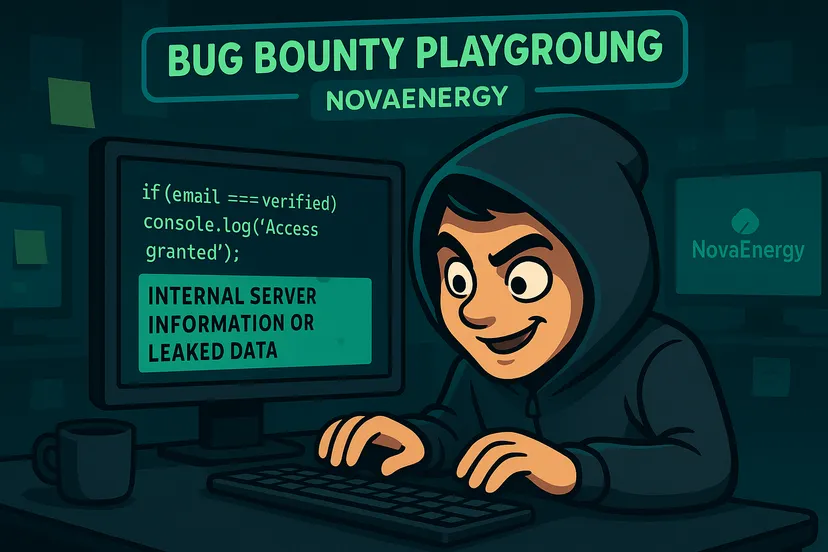 BUG BOUNTY PLAYGROUNG
NOVAENERGY
if (email === verified)
console.log('Access
granted');
INTERNAL SERVER
INFORMATION OR
LEAKED DATA
NovaEnergy